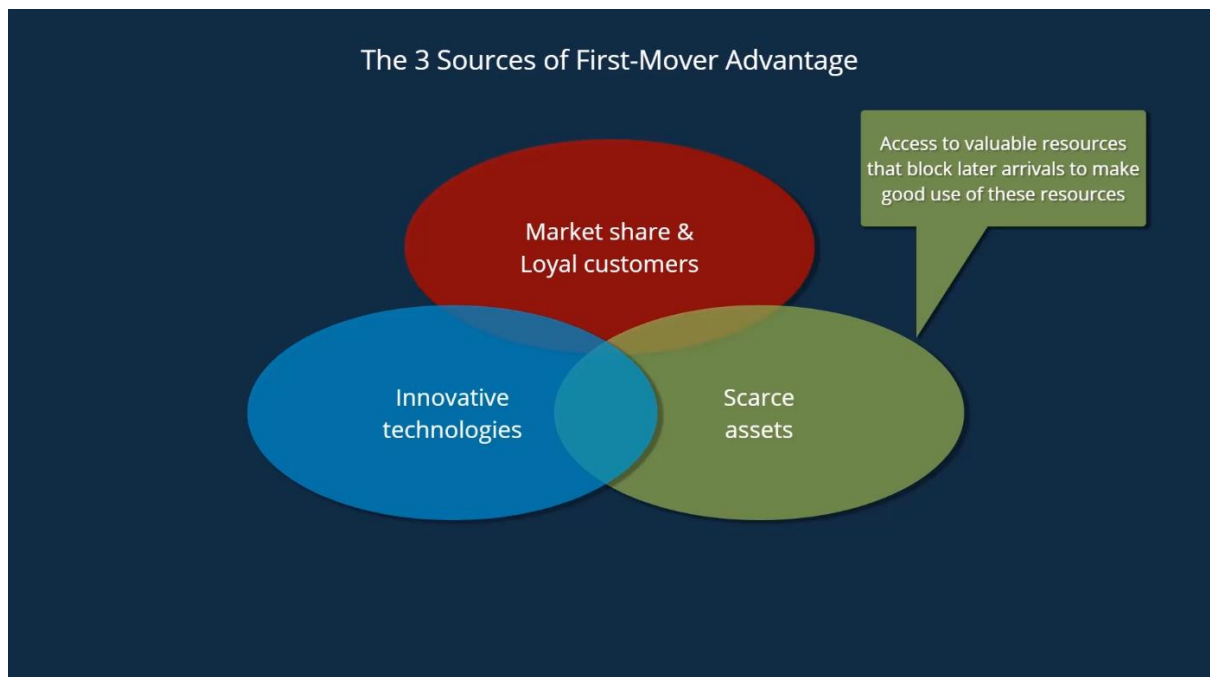 The 3 Sources of First-Mover Advantage
Access to valuable resources
that block later arrivals to make
good use of these resources
Market share &
Loyal customers
Innovative
technologies
Scarce
assets